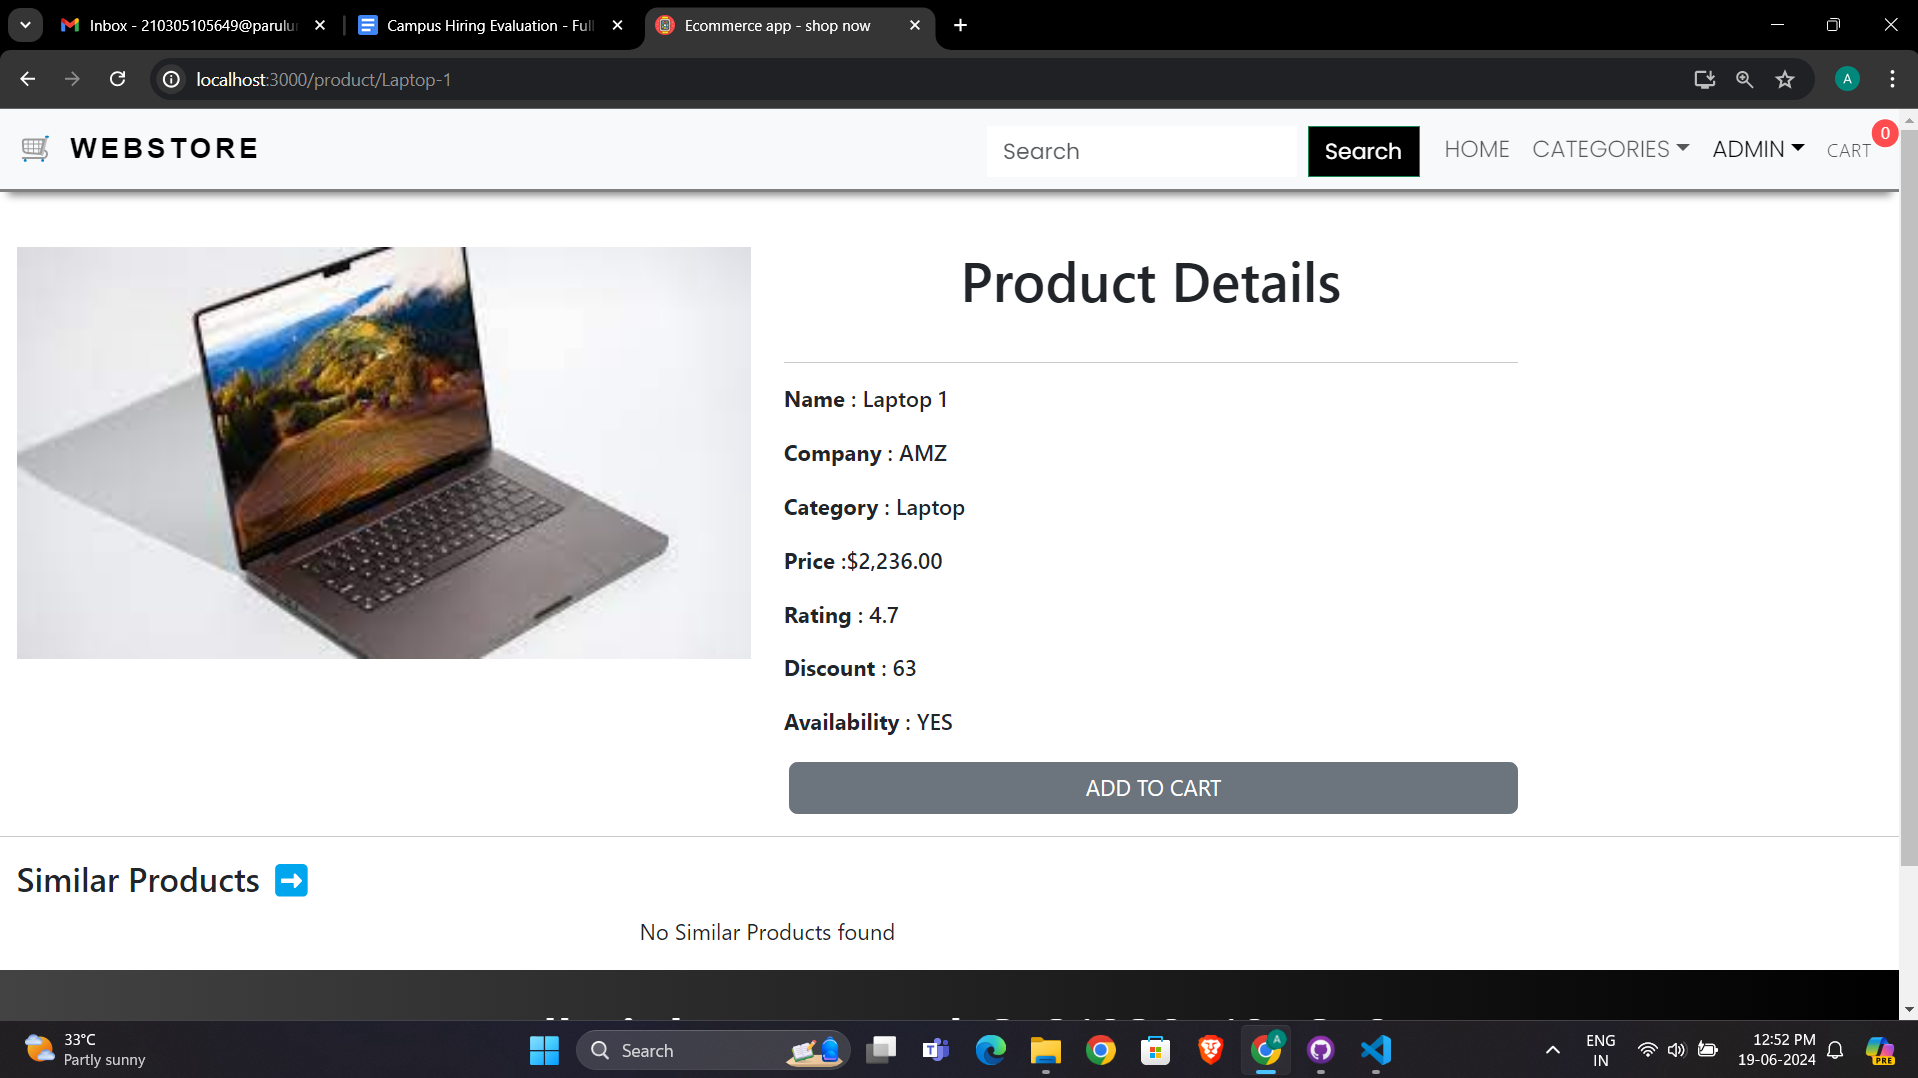 Inbox - 210305105649@parulun
Campus Hiring Evaluation - Full
Ecommerce app - shop now
localhost:3000/product/Laptop-1
A
WEBSTORE
Search
Search
HOME
CATEGORIES
ADMIN
CART
0
Product Details
Name : Laptop 1
Company : AMZ
Category : Laptop
Price :$2,236.00
Rating : 4.7
Discount : 63
Availability : YES
ADD TO CART
Similar Products
No Similar Products found
33°C
Partly sunny
Search
A
ENG
IN
12:52 PM
19-06-2024
PRE